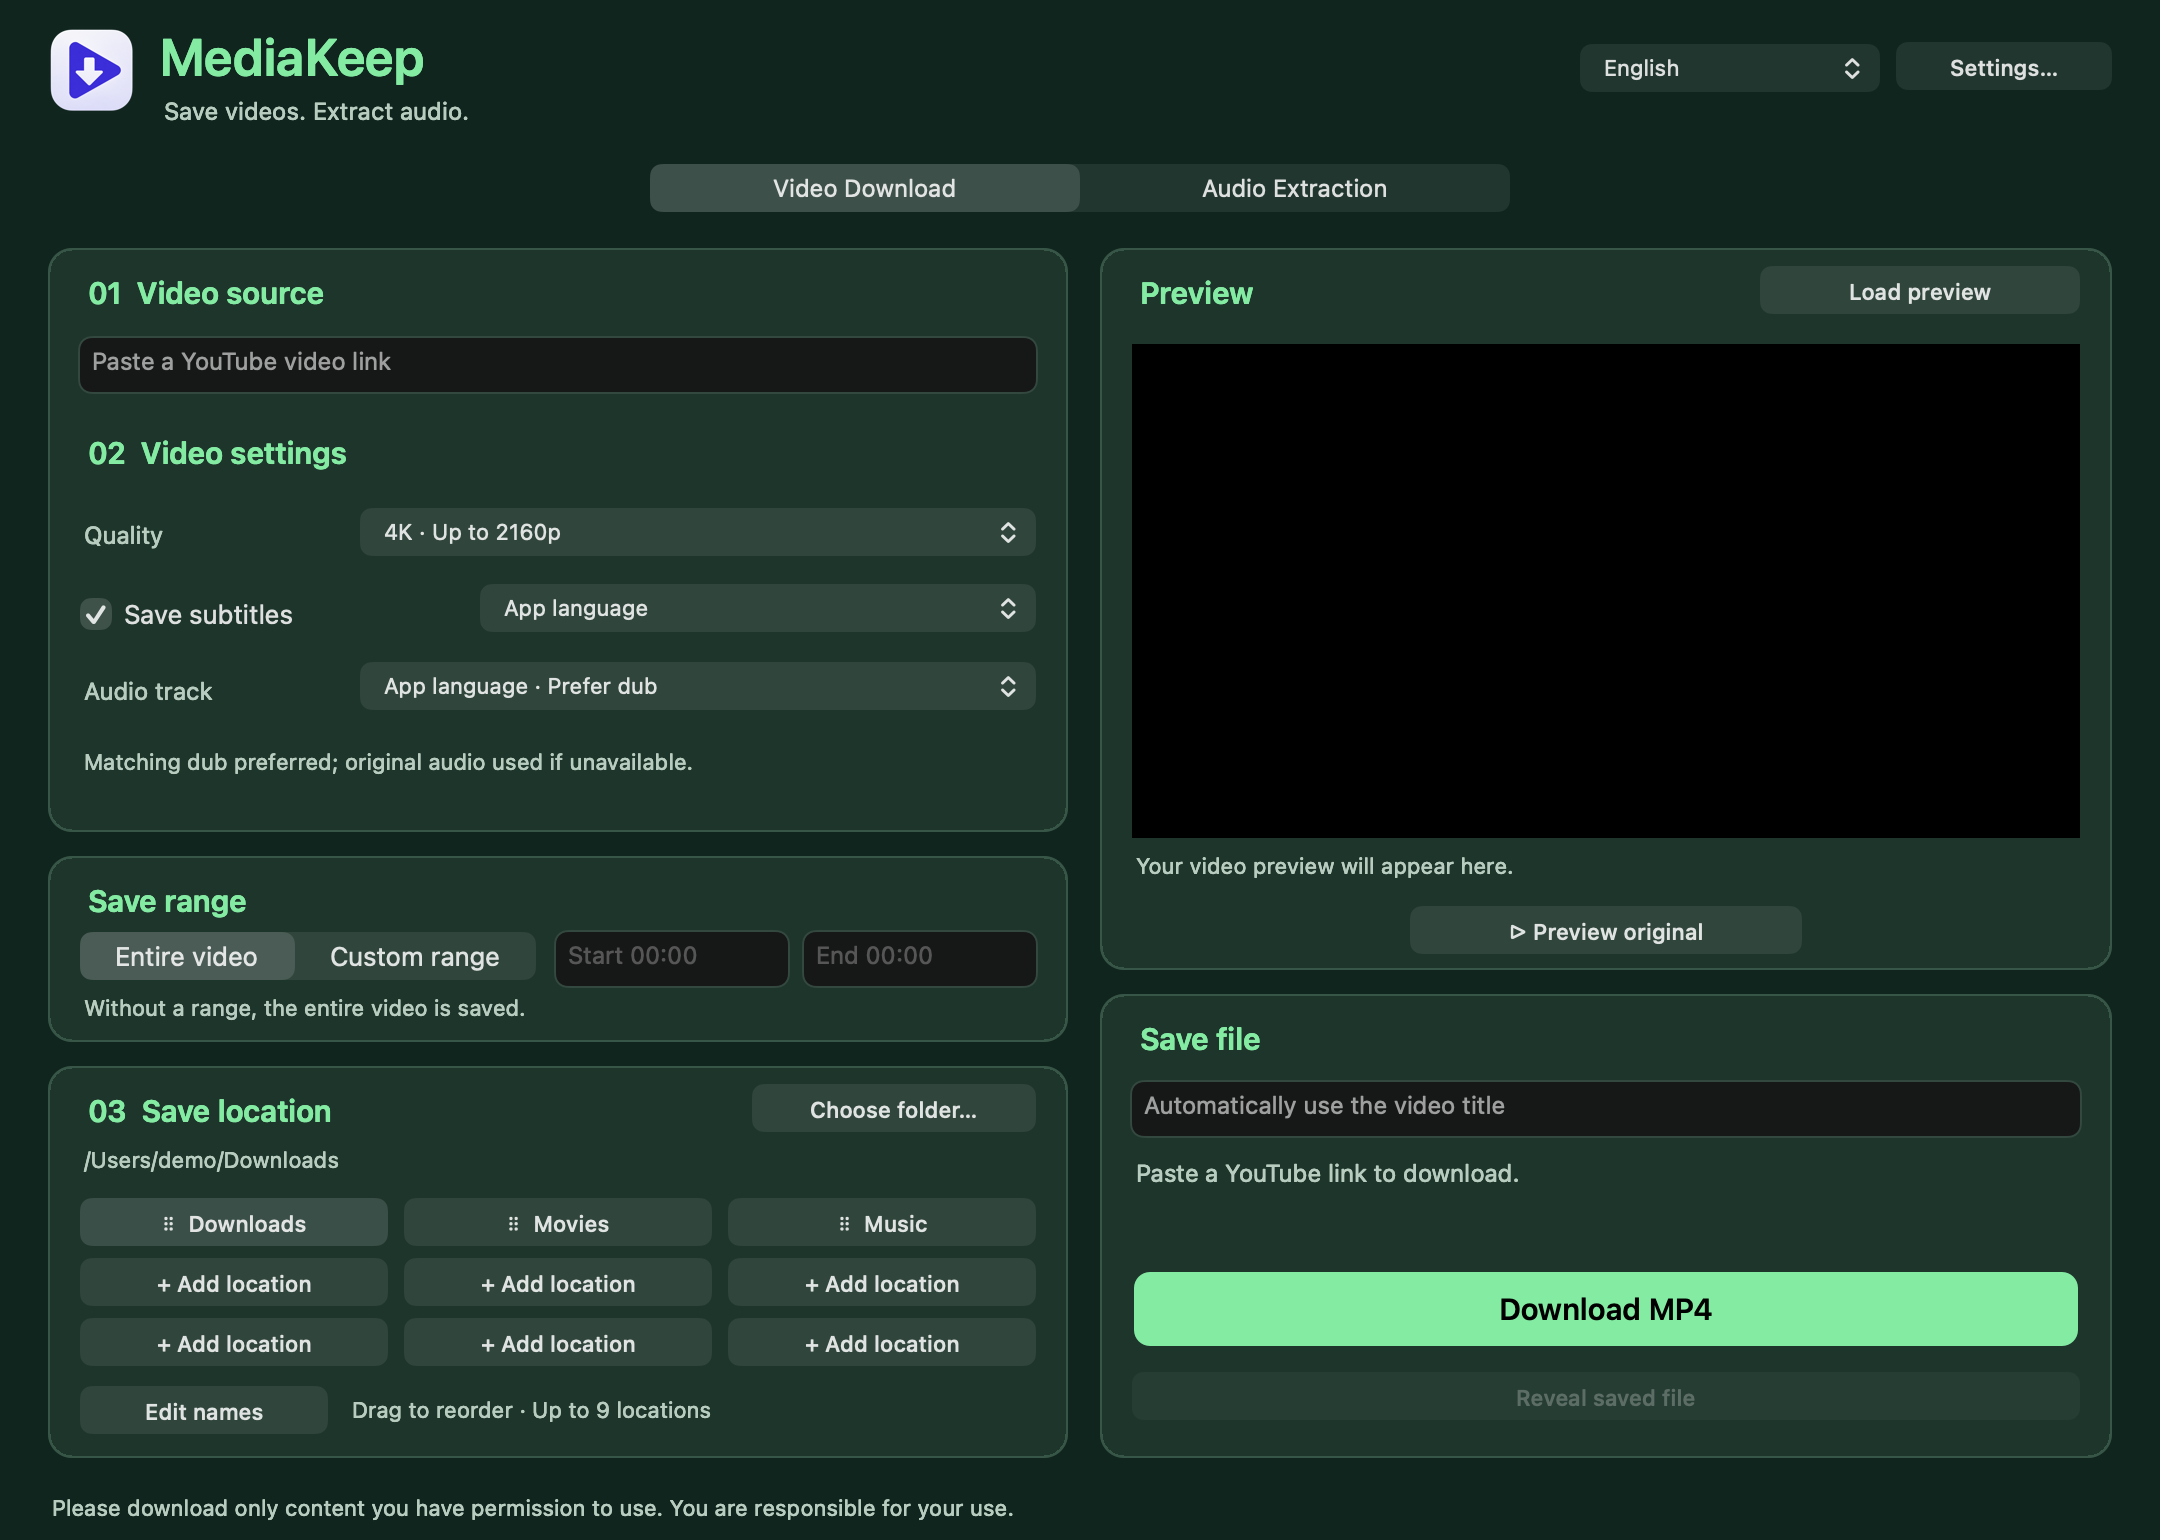 MediaKeep
Save videos. Extract audio.
English
Settings...
Video Download
Audio Extraction
01 Video source
Paste a YouTube video link
02 Video settings
Quality
4K · Up to 2160p
Save subtitles
App language
Audio track
App language · Prefer dub
Matching dub preferred; original audio used if unavailable.
Save range
Entire video
Custom range
Start 00:00
End 00:00
Without a range, the entire video is saved.
03 Save location
Choose folder...
/Users/demo/Downloads
Downloads
Movies
Music
+ Add location
+ Add location
+ Add location
+ Add location
+ Add location
+ Add location
Edit names
Drag to reorder · Up to 9 locations
Preview
Load preview
Your video preview will appear here.
Preview original
Save file
Automatically use the video title
Paste a YouTube link to download.
Download MP4
Reveal saved file
Please download only content you have permission to use. You are responsible for your use.